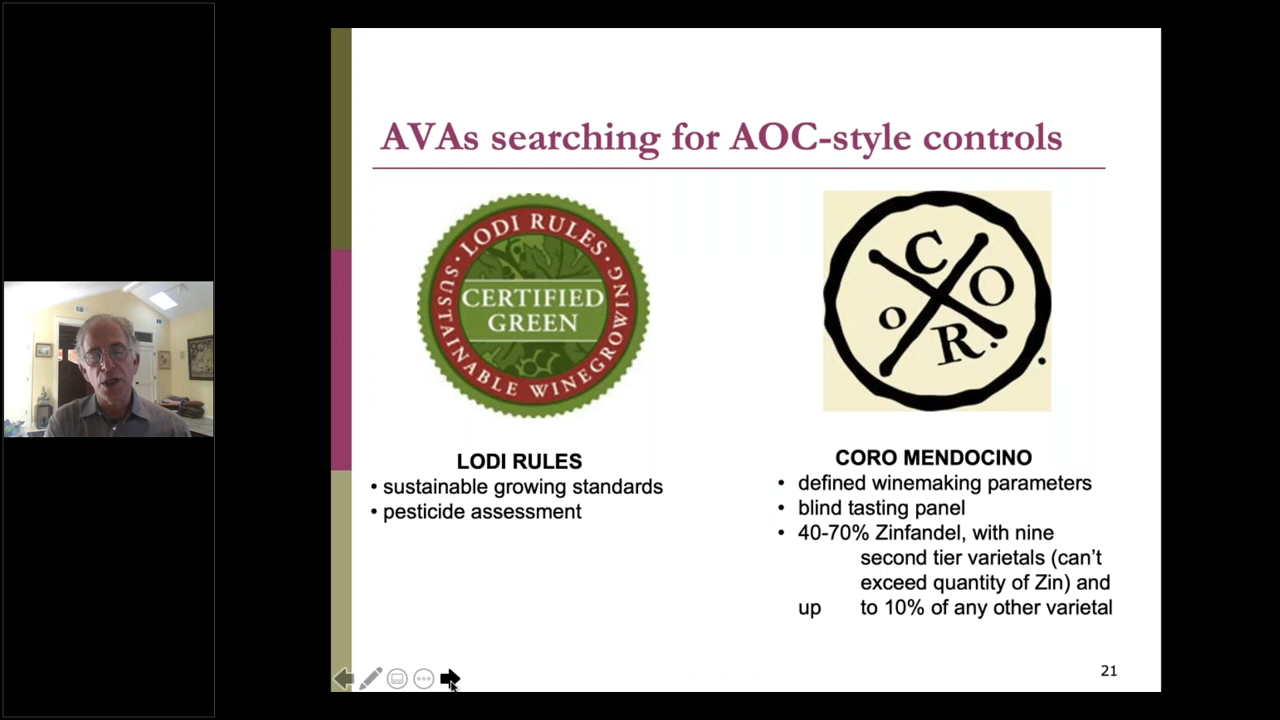 AVAs searching for AOC-style controls
· LODI RULES ·
SUSTAINABLE WINEGROWING
CERTIFIED
GREEN
C
O
O
R.
LODI RULES
• sustainable growing standards
• pesticide assessment
CORO MENDOCINO
• defined winemaking parameters
• blind tasting panel
• 40-70% Zinfandel, with nine
second tier varietals (can’t
exceed quantity of Zin) and
up to 10% of any other varietal
21